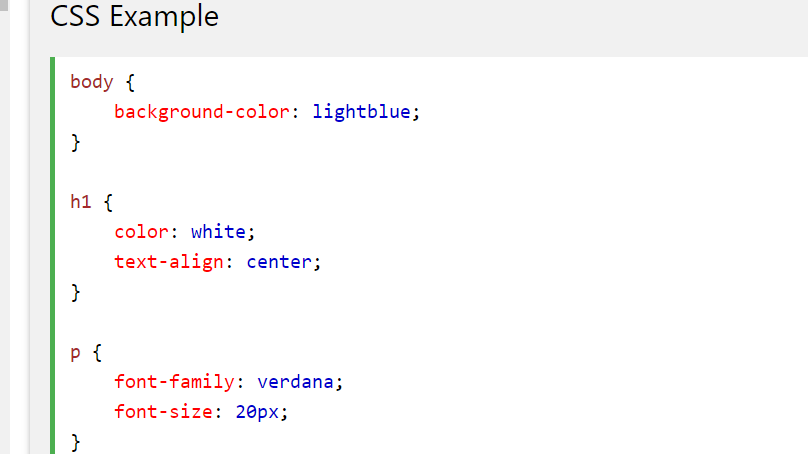 CSS Example
body {
    background-color: lightblue;
}
h1 {
    color: white;
    text-align: center;
}
p {
    font-family: verdana;
    font-size: 20px;
}